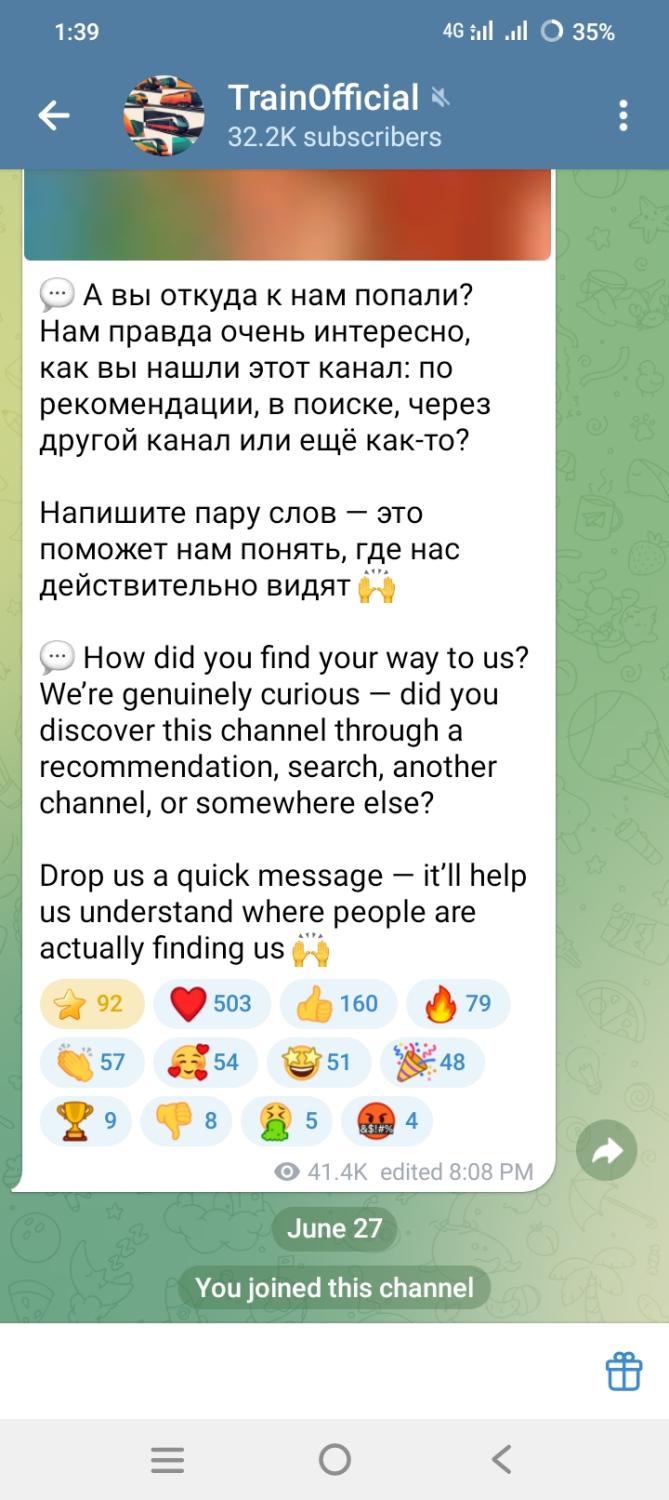 1:39
4G
35%
TrainOfficial
32.2K subscribers
💬 А вы откуда к нам попали?
Нам правда очень интересно,
как вы нашли этот канал: по
рекомендации, в поиске, через
другой канал или ещё как-то?
Напишите пару слов — это
поможет нам понять, где нас
действительно видят 🙌
💬 How did you find your way to us?
We’re genuinely curious — did you
discover this channel through a
recommendation, search, another
channel, or somewhere else?
Drop us a quick message — it’ll help
us understand where people are
actually finding us 🙌
⭐ 92 ❤️ 503 👍 160 🔥 79
👏 57 🥰 54 🤩 51 🎉 48
🏆 9 👎 8 🤮 5 🤬 4
41.4K edited 8:08 PM
June 27
You joined this channel